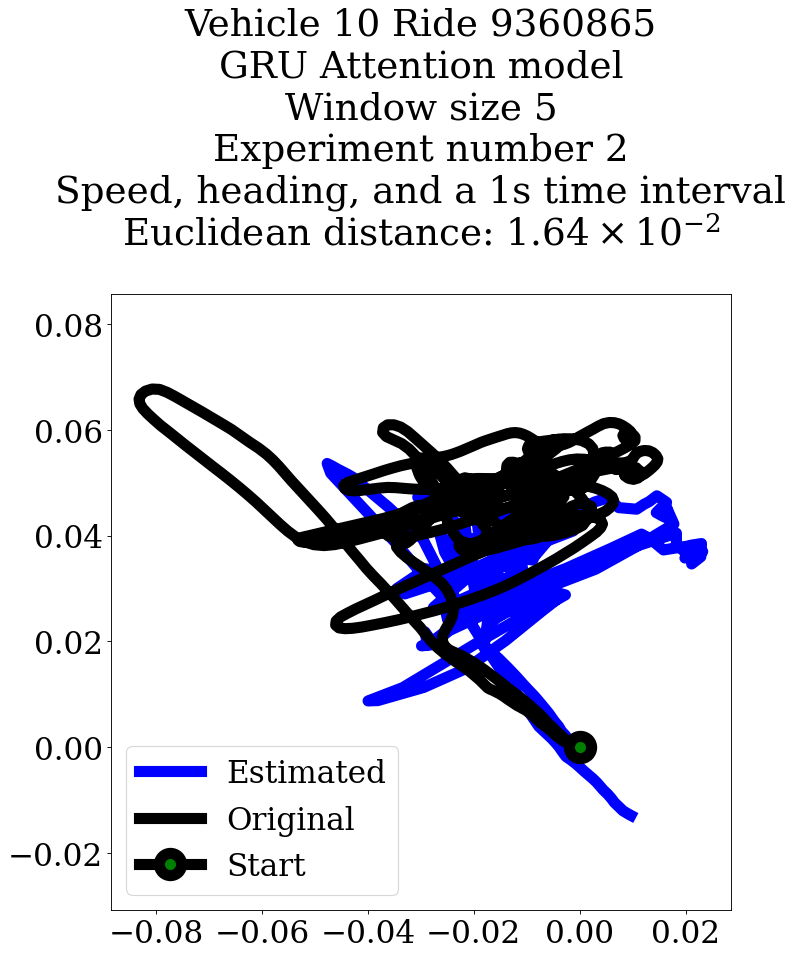 Vehicle 10 Ride 9360865
GRU Attention model
Window size 5
Experiment number 2
Speed, heading, and a 1s time interval
Euclidean distance: 1.64 × 10⁻²
0.08
0.06
0.04
0.02
0.00
−0.02
Estimated
Original
Start
−0.08 −0.06 −0.04 −0.02 0.00 0.02